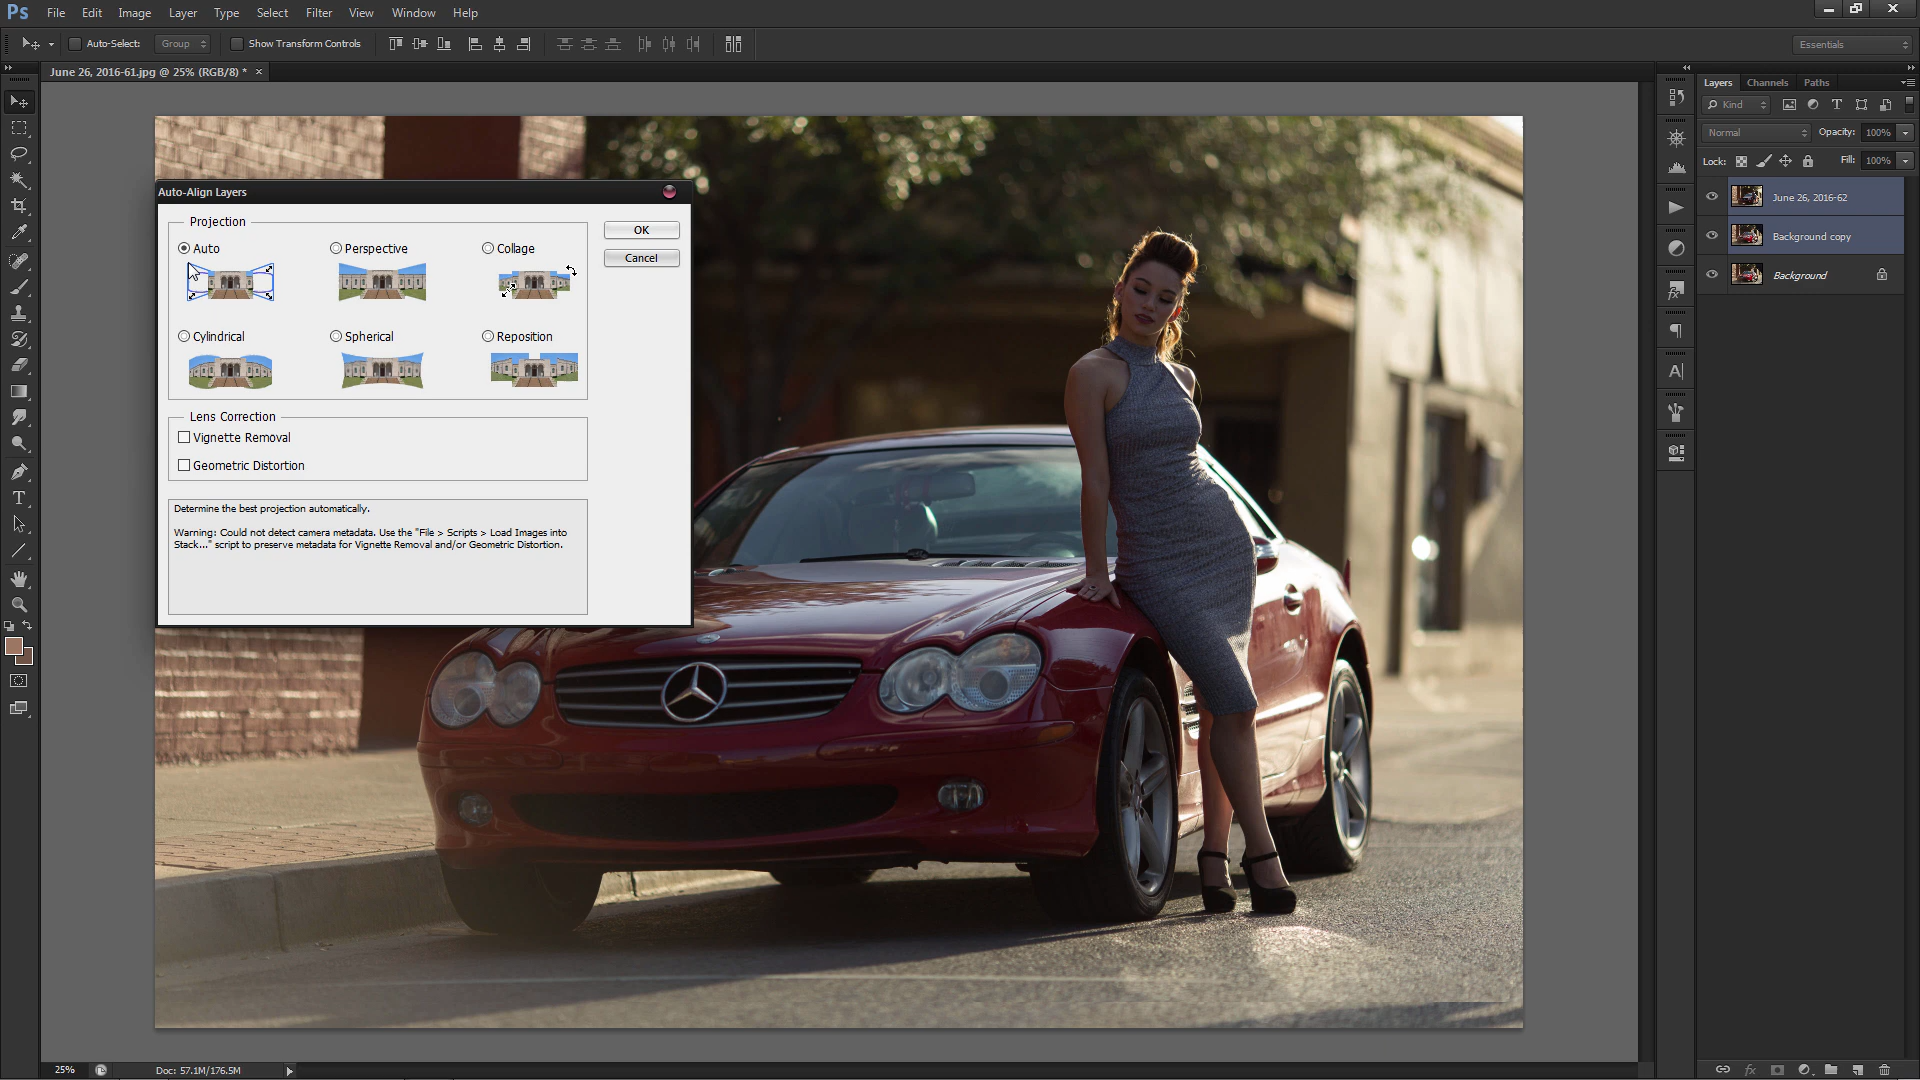 Ps File Edit Image Layer Type Select Filter View Window Help
Auto-Select: Group Show Transform Controls Essentials
June 26, 2016-61.jpg @ 25% (RGB/8) * ×
Layers Channels Paths
Kind
Normal Opacity: 100%
Lock: Fill: 100%
June 26, 2016-62
Background copy
Background
Auto-Align Layers
Projection
OK
Cancel
Auto Perspective Collage
Cylindrical Spherical Reposition
Lens Correction
Vignette Removal
Geometric Distortion
Determine the best projection automatically.
Warning: Could not detect camera metadata. Use the "File > Scripts > Load Images into
Stack..." script to preserve metadata for Vignette Removal and/or Geometric Distortion.
25% Doc: 57.1M/176.5M